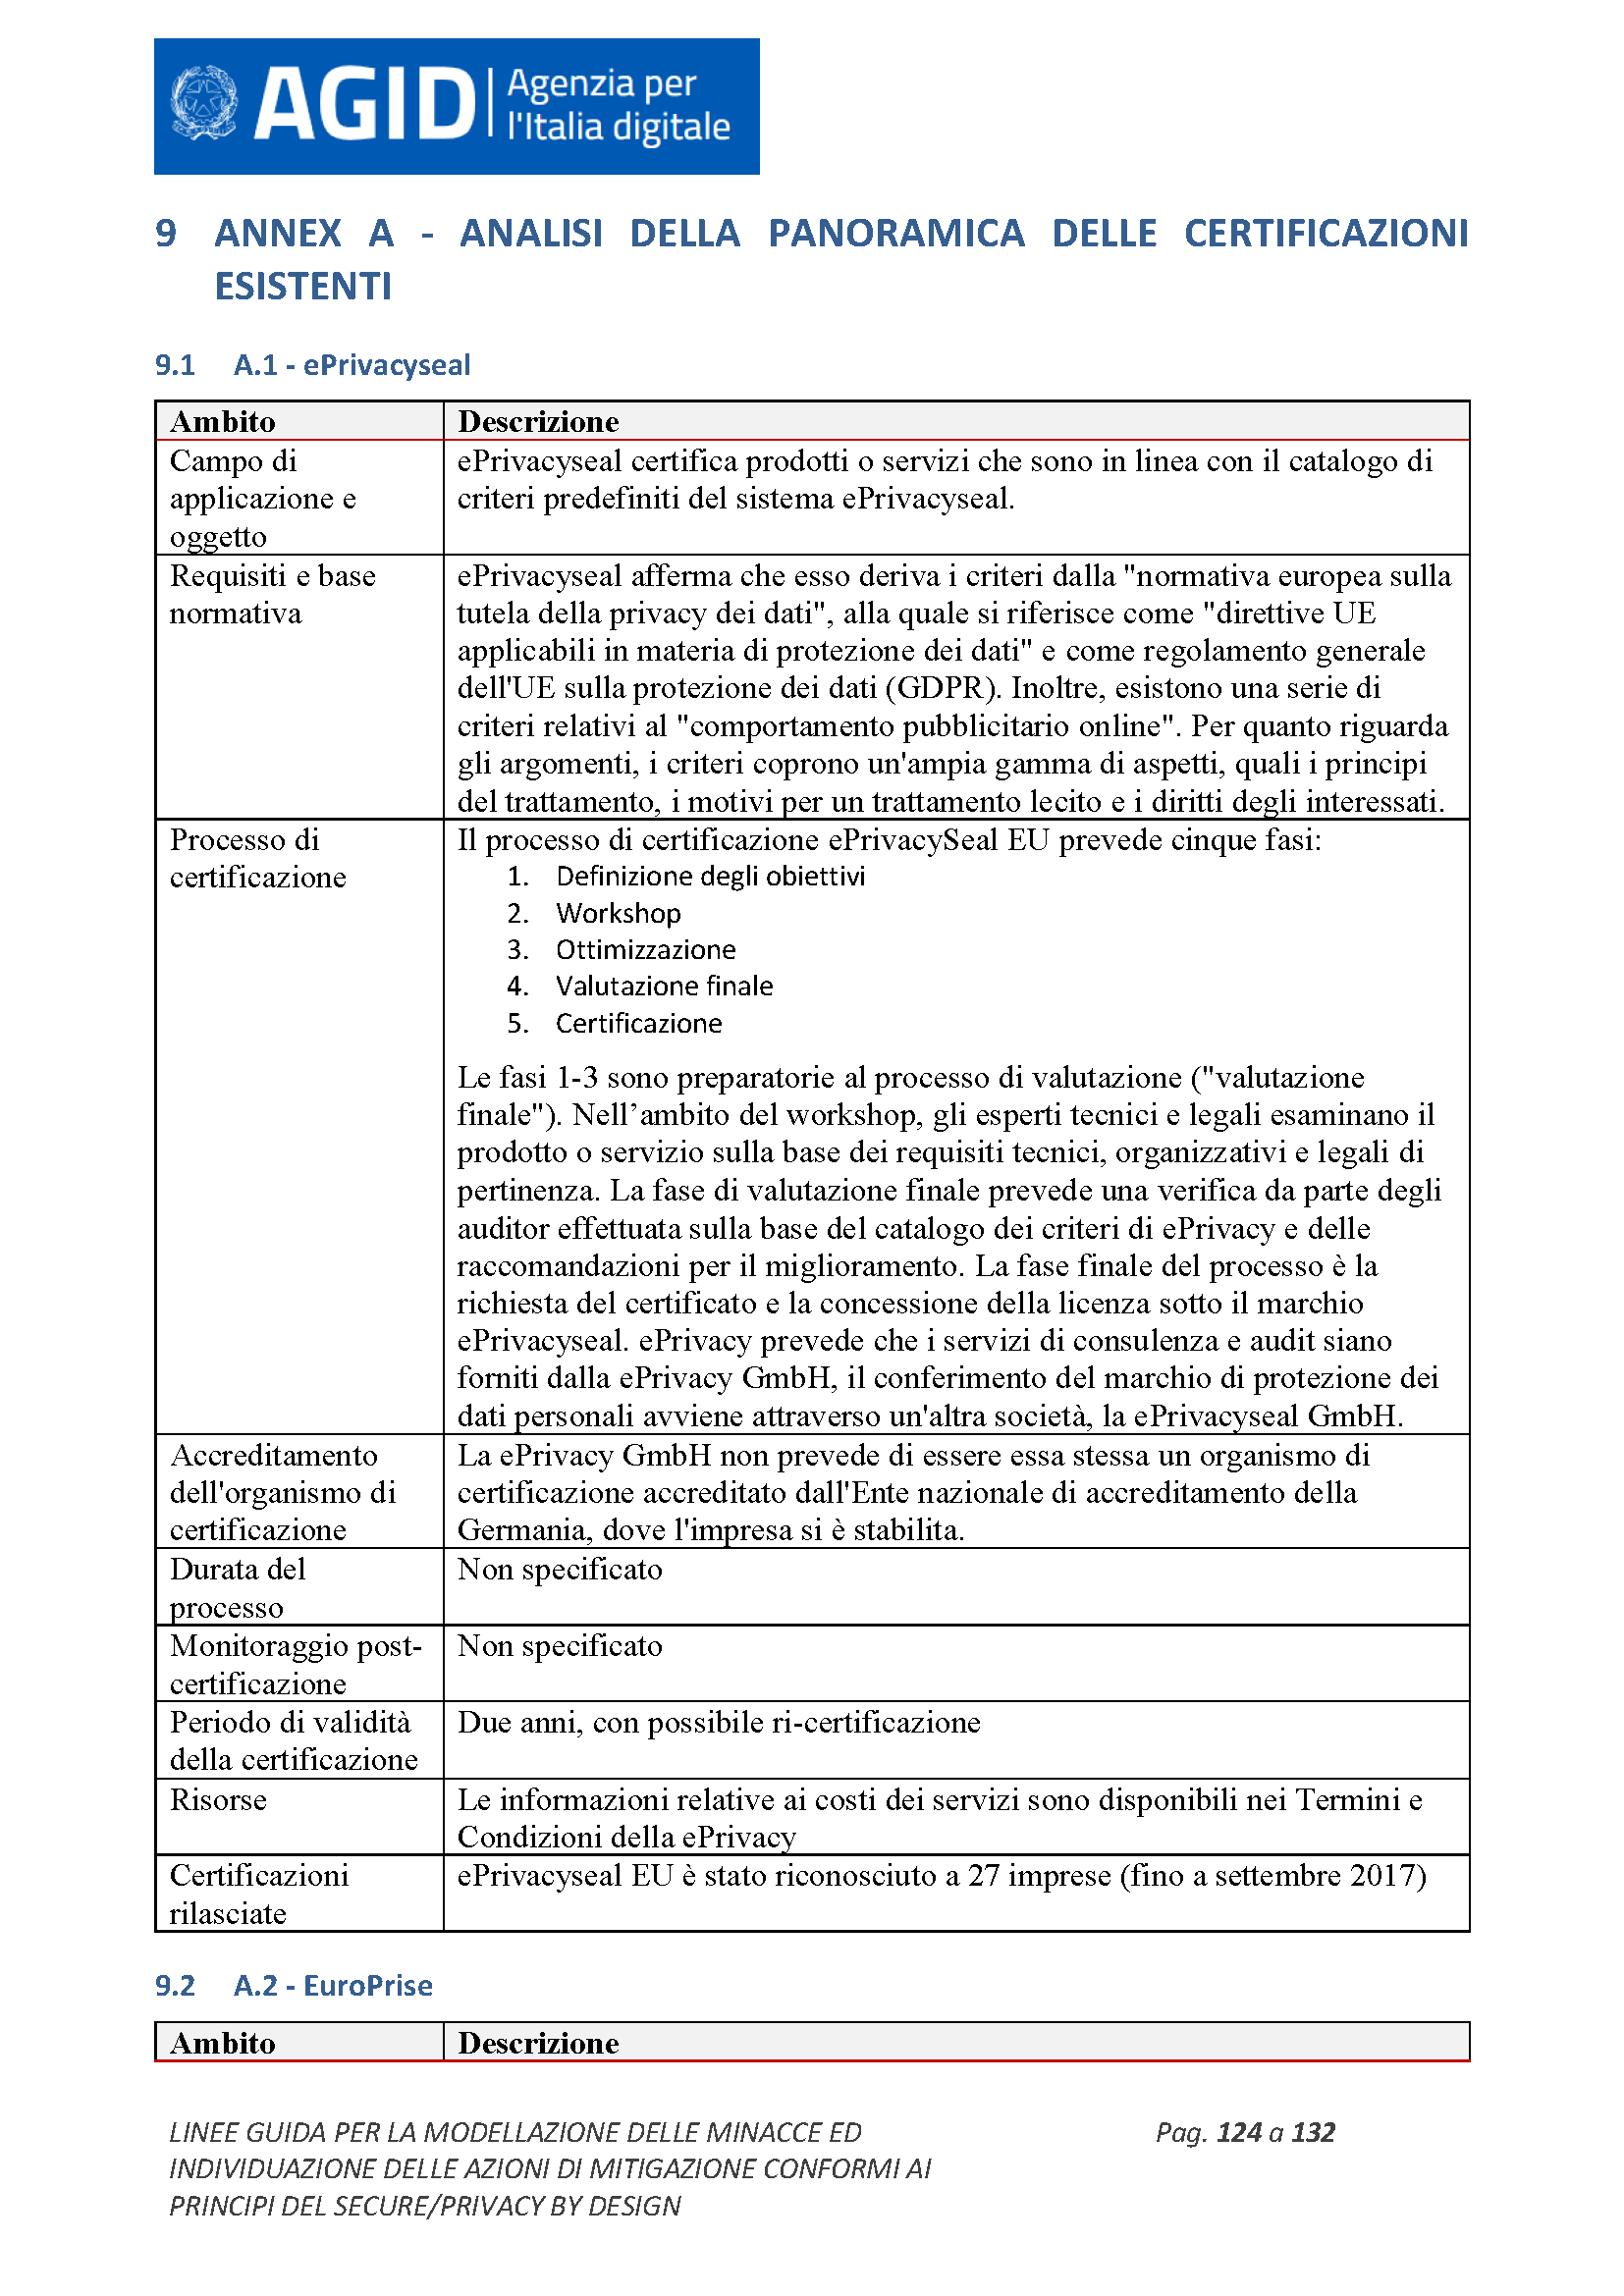 AGID
Agenzia per
l'Italia digitale
9 ANNEX A - ANALISI DELLA PANORAMICA DELLE CERTIFICAZIONI
ESISTENTI
9.1 A.1 - ePrivacyseal
Ambito
Descrizione
Campo di
applicazione e
oggetto
ePrivacyseal certifica prodotti o servizi che sono in linea con il catalogo di
criteri predefiniti del sistema ePrivacyseal.
Requisiti e base
normativa
ePrivacyseal afferma che esso deriva i criteri dalla "normativa europea sulla
tutela della privacy dei dati", alla quale si riferisce come "direttive UE
applicabili in materia di protezione dei dati" e come regolamento generale
dell'UE sulla protezione dei dati (GDPR). Inoltre, esistono una serie di
criteri relativi al "comportamento pubblicitario online". Per quanto riguarda
gli argomenti, i criteri coprono un'ampia gamma di aspetti, quali i principi
del trattamento, i motivi per un trattamento lecito e i diritti degli interessati.
Processo di
certificazione
Il processo di certificazione ePrivacySeal EU prevede cinque fasi:
1. Definizione degli obiettivi
2. Workshop
3. Ottimizzazione
4. Valutazione finale
5. Certificazione
Le fasi 1-3 sono preparatorie al processo di valutazione ("valutazione
finale"). Nell’ambito del workshop, gli esperti tecnici e legali esaminano il
prodotto o servizio sulla base dei requisiti tecnici, organizzativi e legali di
pertinenza. La fase di valutazione finale prevede una verifica da parte degli
auditor effettuata sulla base del catalogo dei criteri di ePrivacy e delle
raccomandazioni per il miglioramento. La fase finale del processo è la
richiesta del certificato e la concessione della licenza sotto il marchio
ePrivacyseal. ePrivacy prevede che i servizi di consulenza e audit siano
forniti dalla ePrivacy GmbH, il conferimento del marchio di protezione dei
dati personali avviene attraverso un'altra società, la ePrivacyseal GmbH.
Accreditamento
dell'organismo di
certificazione
La ePrivacy GmbH non prevede di essere essa stessa un organismo di
certificazione accreditato dall'Ente nazionale di accreditamento della
Germania, dove l'impresa si è stabilita.
Durata del
processo
Non specificato
Monitoraggio post-
certificazione
Non specificato
Periodo di validità
della certificazione
Due anni, con possibile ri-certificazione
Risorse
Le informazioni relative ai costi dei servizi sono disponibili nei Termini e
Condizioni della ePrivacy
Certificazioni
rilasciate
ePrivacyseal EU è stato riconosciuto a 27 imprese (fino a settembre 2017)
9.2 A.2 - EuroPrise
Ambito
Descrizione
LINEE GUIDA PER LA MODELLAZIONE DELLE MINACCE ED
INDIVIDUAZIONE DELLE AZIONI DI MITIGAZIONE CONFORMI AI
PRINCIPI DEL SECURE/PRIVACY BY DESIGN
Pag. 124 a 132